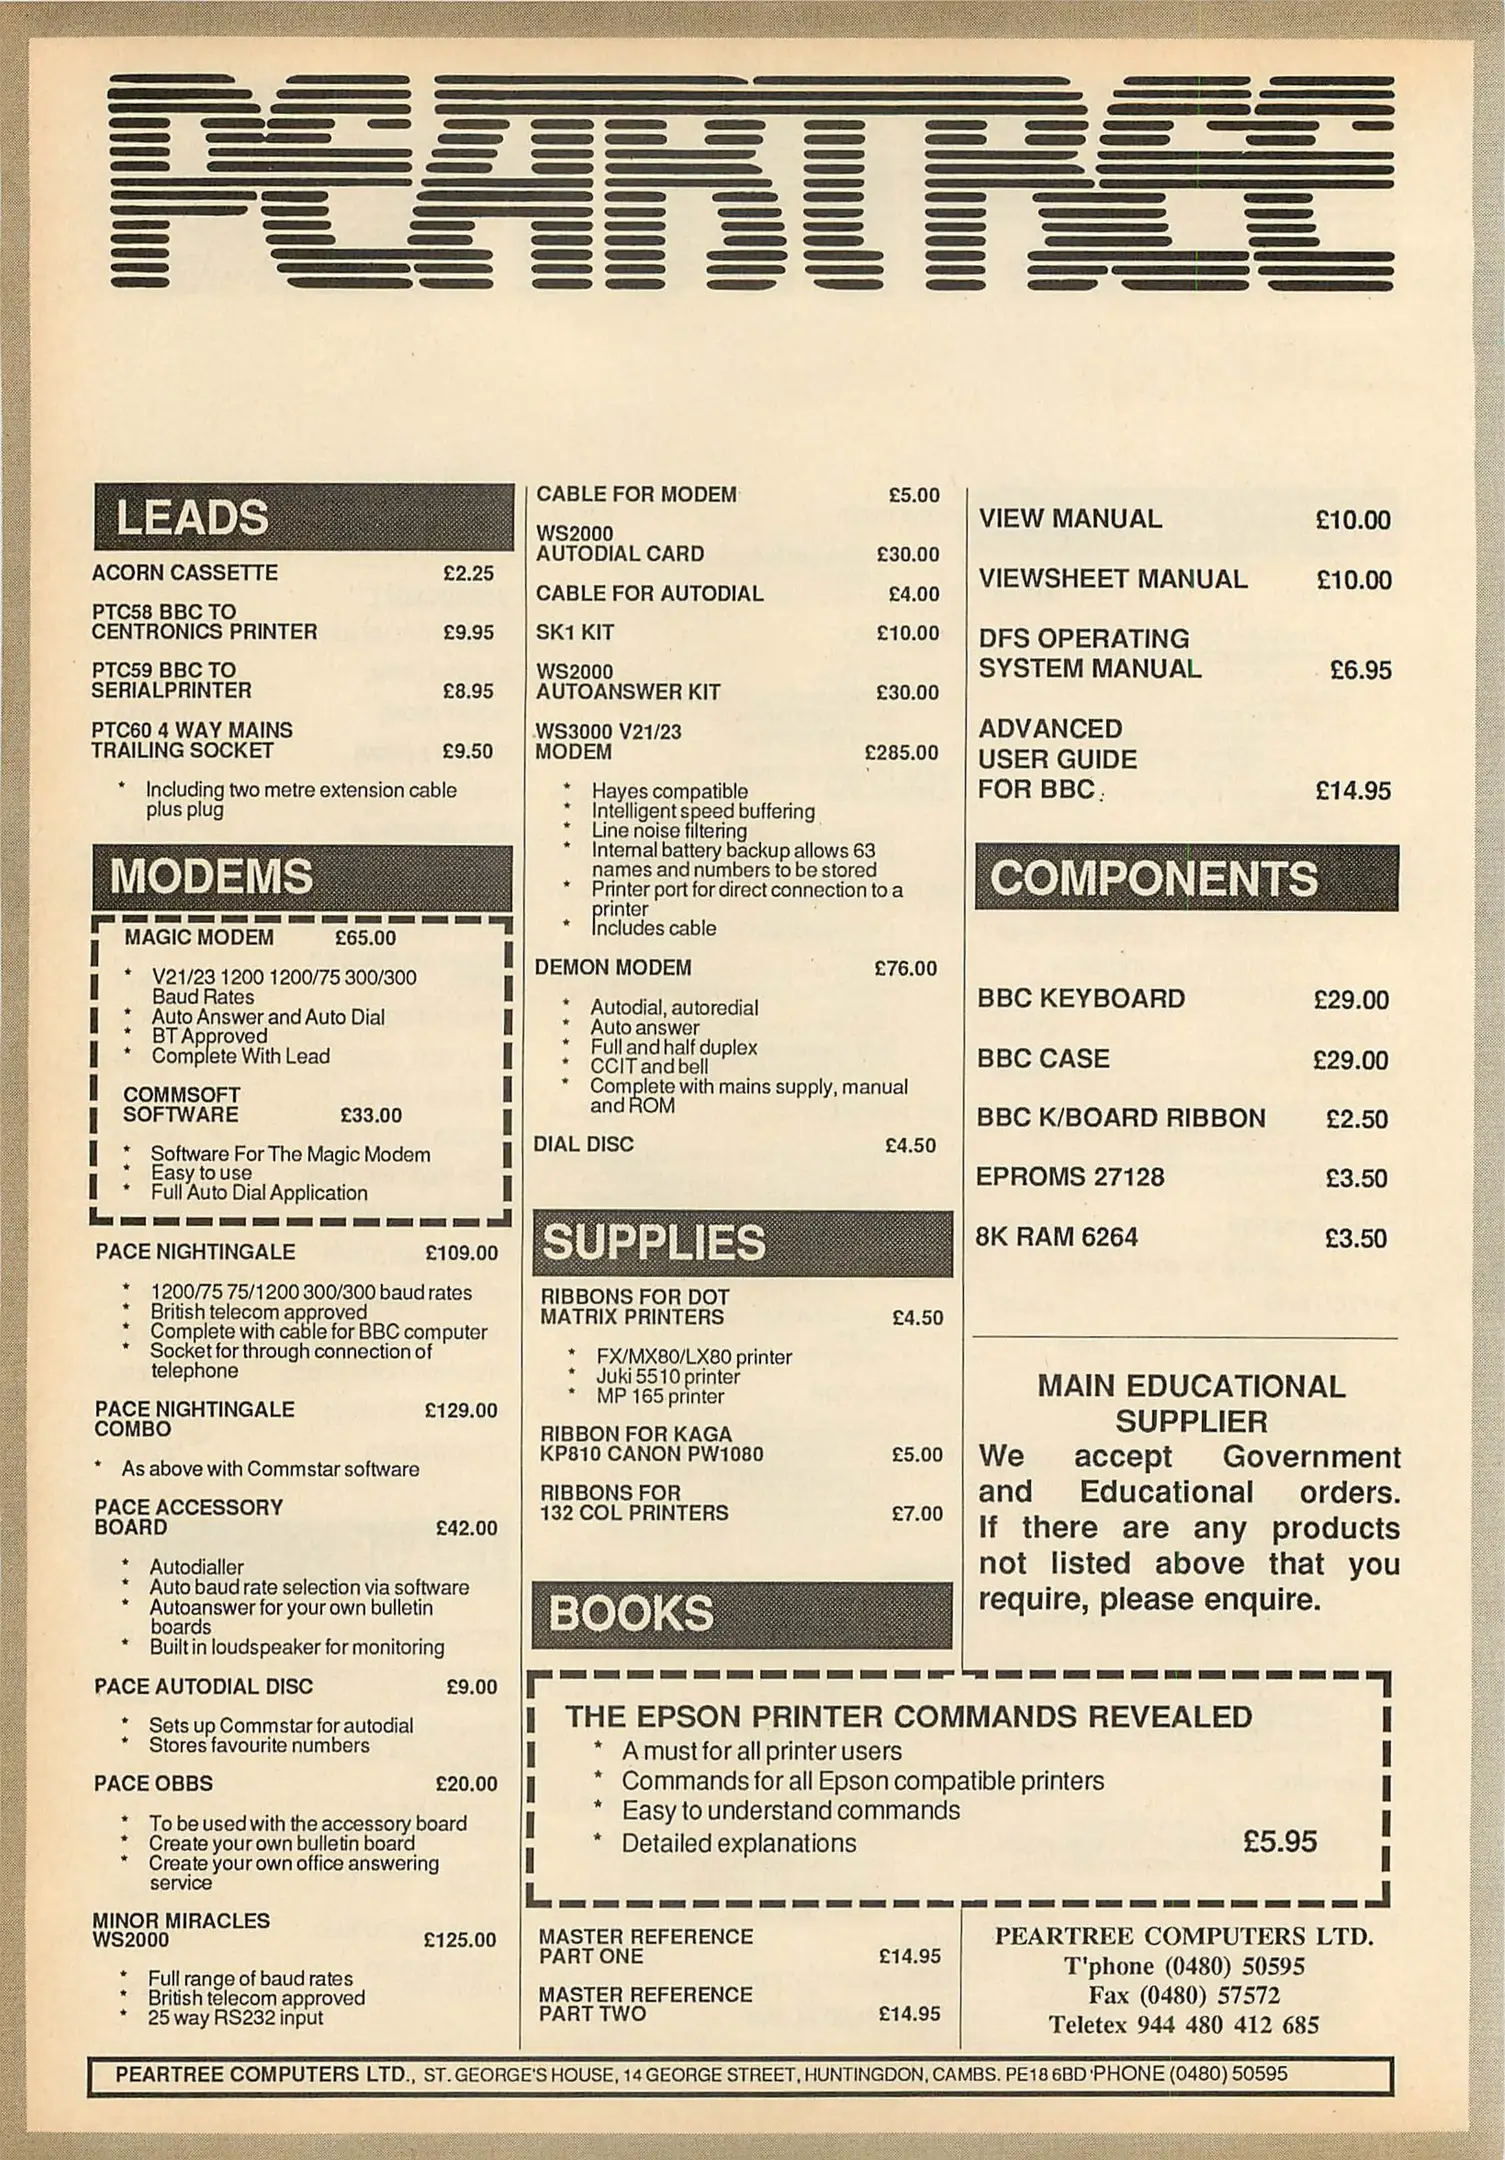 PEARTREE
LEADS
ACORN CASSETTE £2.25
PTC58 BBC TO
CENTRONICS PRINTER £9.95
PTC59 BBC TO
SERIALPRINTER £8.95
PTC60 4 WAY MAINS
TRAILING SOCKET £9.50
* Including two metre extension cable
plus plug
MODEMS
MAGIC MODEM £65.00
* V21/23 1200 1200/75 300/300
Baud Rates
* Auto Answer and Auto Dial
* BT Approved
* Complete With Lead
COMMSOFT
SOFTWARE £33.00
* Software For The Magic Modem
* Easy to use
* Full Auto Dial Application
PACE NIGHTINGALE £109.00
* 1200/75 75/1200 300/300 baud rates
* British telecom approved
* Complete with cable for BBC computer
* Socket for through connection of
telephone
PACE NIGHTINGALE £129.00
COMBO
* As above with Commstar software
PACE ACCESSORY
BOARD £42.00
* Autodialler
* Auto baud rate selection via software
* Autoanswer for your own bulletin
boards
* Built in loudspeaker for monitoring
PACE AUTODIAL DISC £9.00
* Sets up Commstar for autodial
* Stores favourite numbers
PACE OBBS £20.00
* To be used with the accessory board
* Create your own bulletin board
* Create your own office answering
service
MINOR MIRACLES
WS2000 £125.00
* Full range of baud rates
* British telecom approved
* 25 way RS232 input
CABLE FOR MODEM £5.00
WS2000
AUTODIAL CARD £30.00
CABLE FOR AUTODIAL £4.00
SK1 KIT £10.00
WS2000
AUTOANSWER KIT £30.00
WS3000 V21/23
MODEM £285.00
* Hayes compatible
* Intelligent speed buffering
* Line noise filtering
* Internal battery backup allows 63
names and numbers to be stored
* Printer port for direct connection to a
printer
* Includes cable
DEMON MODEM £76.00
* Autodial, autoredial
* Auto answer
* Full and half duplex
* CCIT and bell
* Complete with mains supply, manual
and ROM
DIAL DISC £4.50
SUPPLIES
RIBBONS FOR DOT
MATRIX PRINTERS £4.50
* FX/MX80/LX80 printer
* Juki 5510 printer
* MP 165 printer
RIBBON FOR KAGA
KP810 CANON PW1080 £5.00
RIBBONS FOR
132 COL PRINTERS £7.00
BOOKS
THE EPSON PRINTER COMMANDS REVEALED
* A must for all printer users
* Commands for all Epson compatible printers
* Easy to understand commands
* Detailed explanations £5.95
MASTER REFERENCE
PART ONE £14.95
MASTER REFERENCE
PART TWO £14.95
VIEW MANUAL £10.00
VIEWSHEET MANUAL £10.00
DFS OPERATING
SYSTEM MANUAL £6.95
ADVANCED
USER GUIDE
FOR BBC £14.95
COMPONENTS
BBC KEYBOARD £29.00
BBC CASE £29.00
BBC K/BOARD RIBBON £2.50
EPROMS 27128 £3.50
8K RAM 6264 £3.50
MAIN EDUCATIONAL
SUPPLIER
We accept Government
and Educational orders.
If there are any products
not listed above that you
require, please enquire.
PEARTREE COMPUTERS LTD.
T'phone (0480) 50595
Fax (0480) 57572
Teletex 944 480 412 685
PEARTREE COMPUTERS LTD., ST. GEORGE'S HOUSE, 14 GEORGE STREET, HUNTINGDON, CAMBS. PE18 6BD 'PHONE (0480) 50595